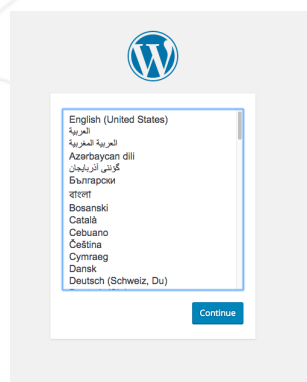 English (United States)
العربية
العربية المغربية
Azərbaycan dili
گؤنئی آذربایجان
Български
বাংলা
Bosanski
Català
Cebuano
Čeština
Cymraeg
Dansk
Deutsch (Schweiz, Du)
Continue